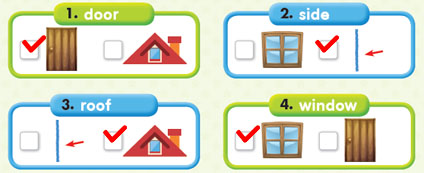 1. door
2. side
3. roof
4. window